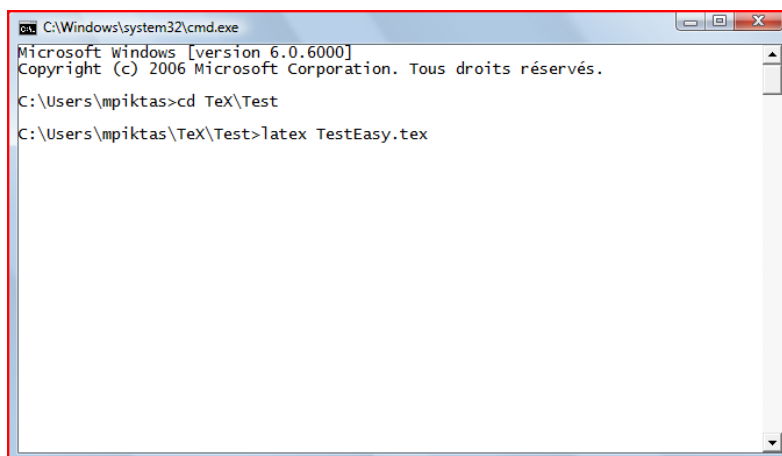 C:\Windows\system32\cmd.exe
Microsoft Windows [version 6.0.6000]
Copyright (c) 2006 Microsoft Corporation. Tous droits réservés.
C:\Users\mpiktas>cd TeX\Test
C:\Users\mpiktas\TeX\Test>latex TestEasy.tex